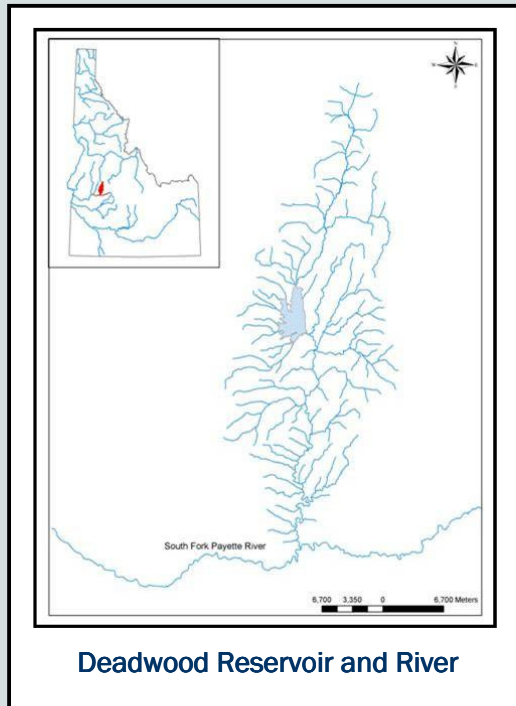 N
W E
S
South Fork Payette River
6,700 3,350 0 6,700 Meters
Deadwood Reservoir and River